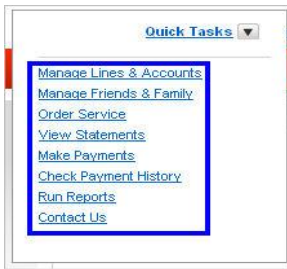 Quick Tasks
Manage Lines & Accounts
Manage Friends & Family
Order Service
View Statements
Make Payments
Check Payment History
Run Reports
Contact Us